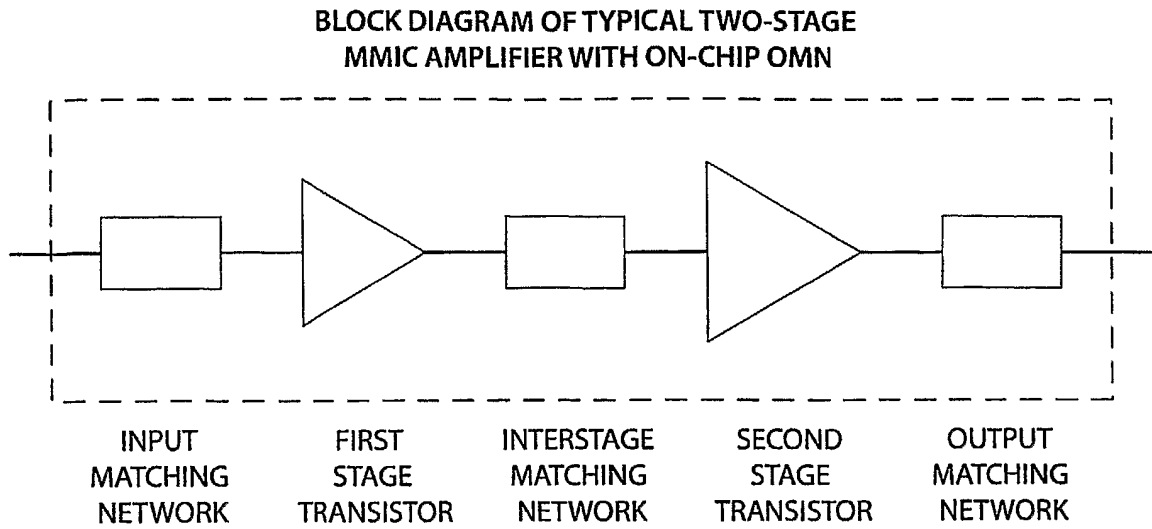 BLOCK DIAGRAM OF TYPICAL TWO-STAGE
MMIC AMPLIFIER WITH ON-CHIP OMN
INPUT
MATCHING
NETWORK
FIRST
STAGE
TRANSISTOR
INTERSTAGE
MATCHING
NETWORK
SECOND
STAGE
TRANSISTOR
OUTPUT
MATCHING
NETWORK